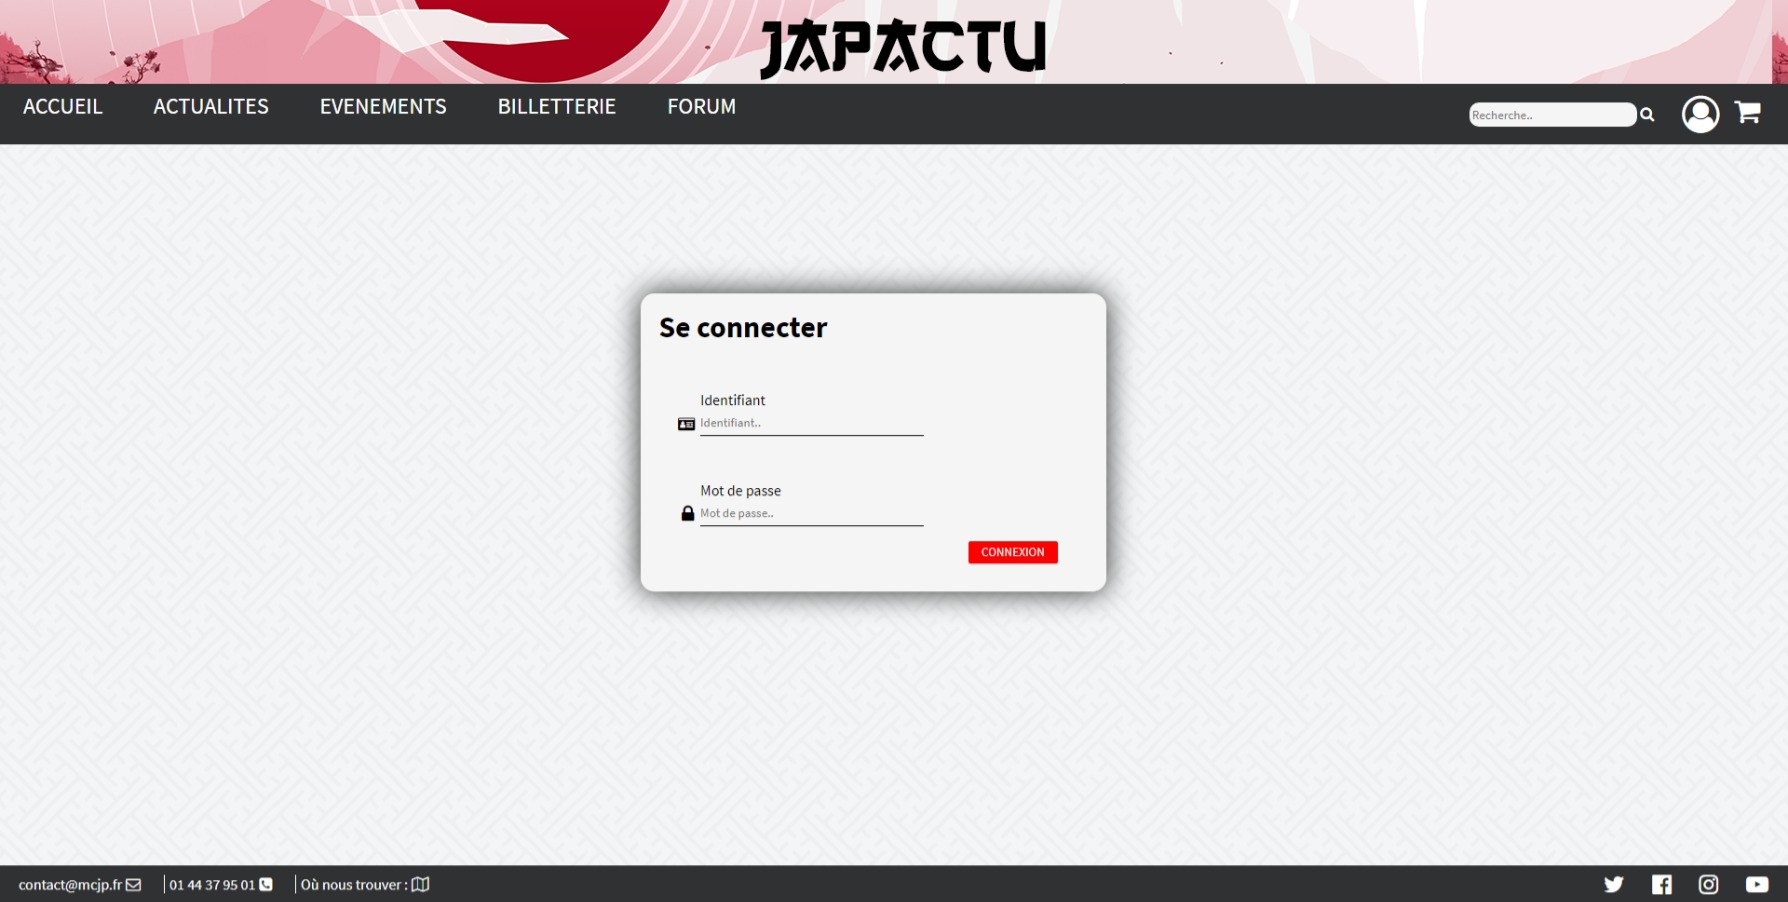 JAPACTU
ACCUEIL ACTUALITES EVENEMENTS BILLETTERIE FORUM Recherche..
Se connecter
Identifiant
Identifiant..
Mot de passe
Mot de passe..
CONNEXION
contact@mcjp.fr 01 44 37 95 01 Où nous trouver :